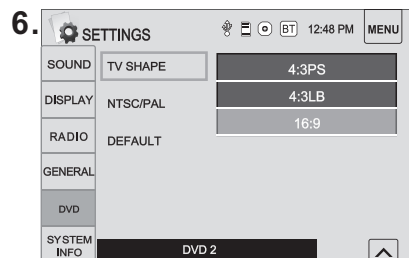 6.
SETTINGS BT 12:48 PM MENU
SOUND TV SHAPE 4:3PS
DISPLAY NTSC/PAL 4:3LB
16:9
RADIO DEFAULT
GENERAL
DVD
SYSTEM
INFO
DVD 2